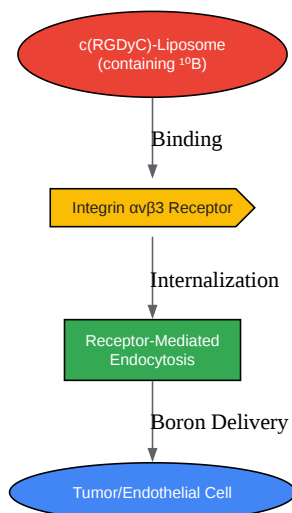 c(RGDyC)-Liposome
(containing ¹⁰B)
Binding
Integrin αvβ3 Receptor
Internalization
Receptor-Mediated
Endocytosis
Boron Delivery
Tumor/Endothelial Cell